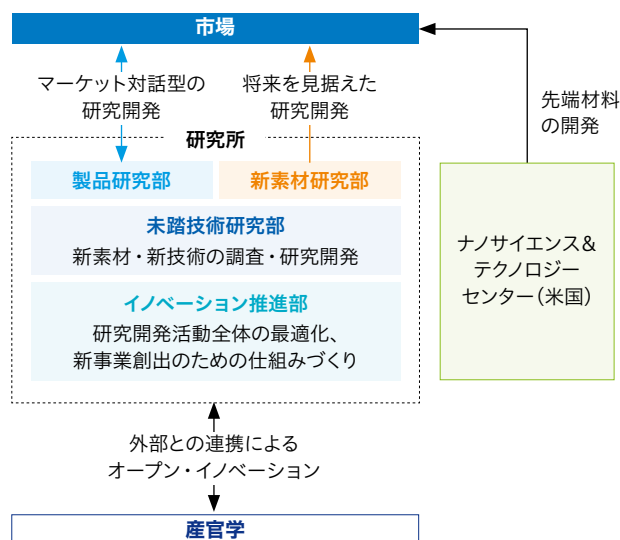 市場
マーケット対話型の
研究開発
将来を見据えた
研究開発
先端材料
の開発
研究所
製品研究部
新素材研究部
未踏技術研究部
新素材・新技術の調査・研究開発
イノベーション推進部
研究開発活動全体の最適化、
新事業創出のための仕組みづくり
ナノサイエンス&
テクノロジー
センター(米国)
外部との連携による
オープン・イノベーション
産官学